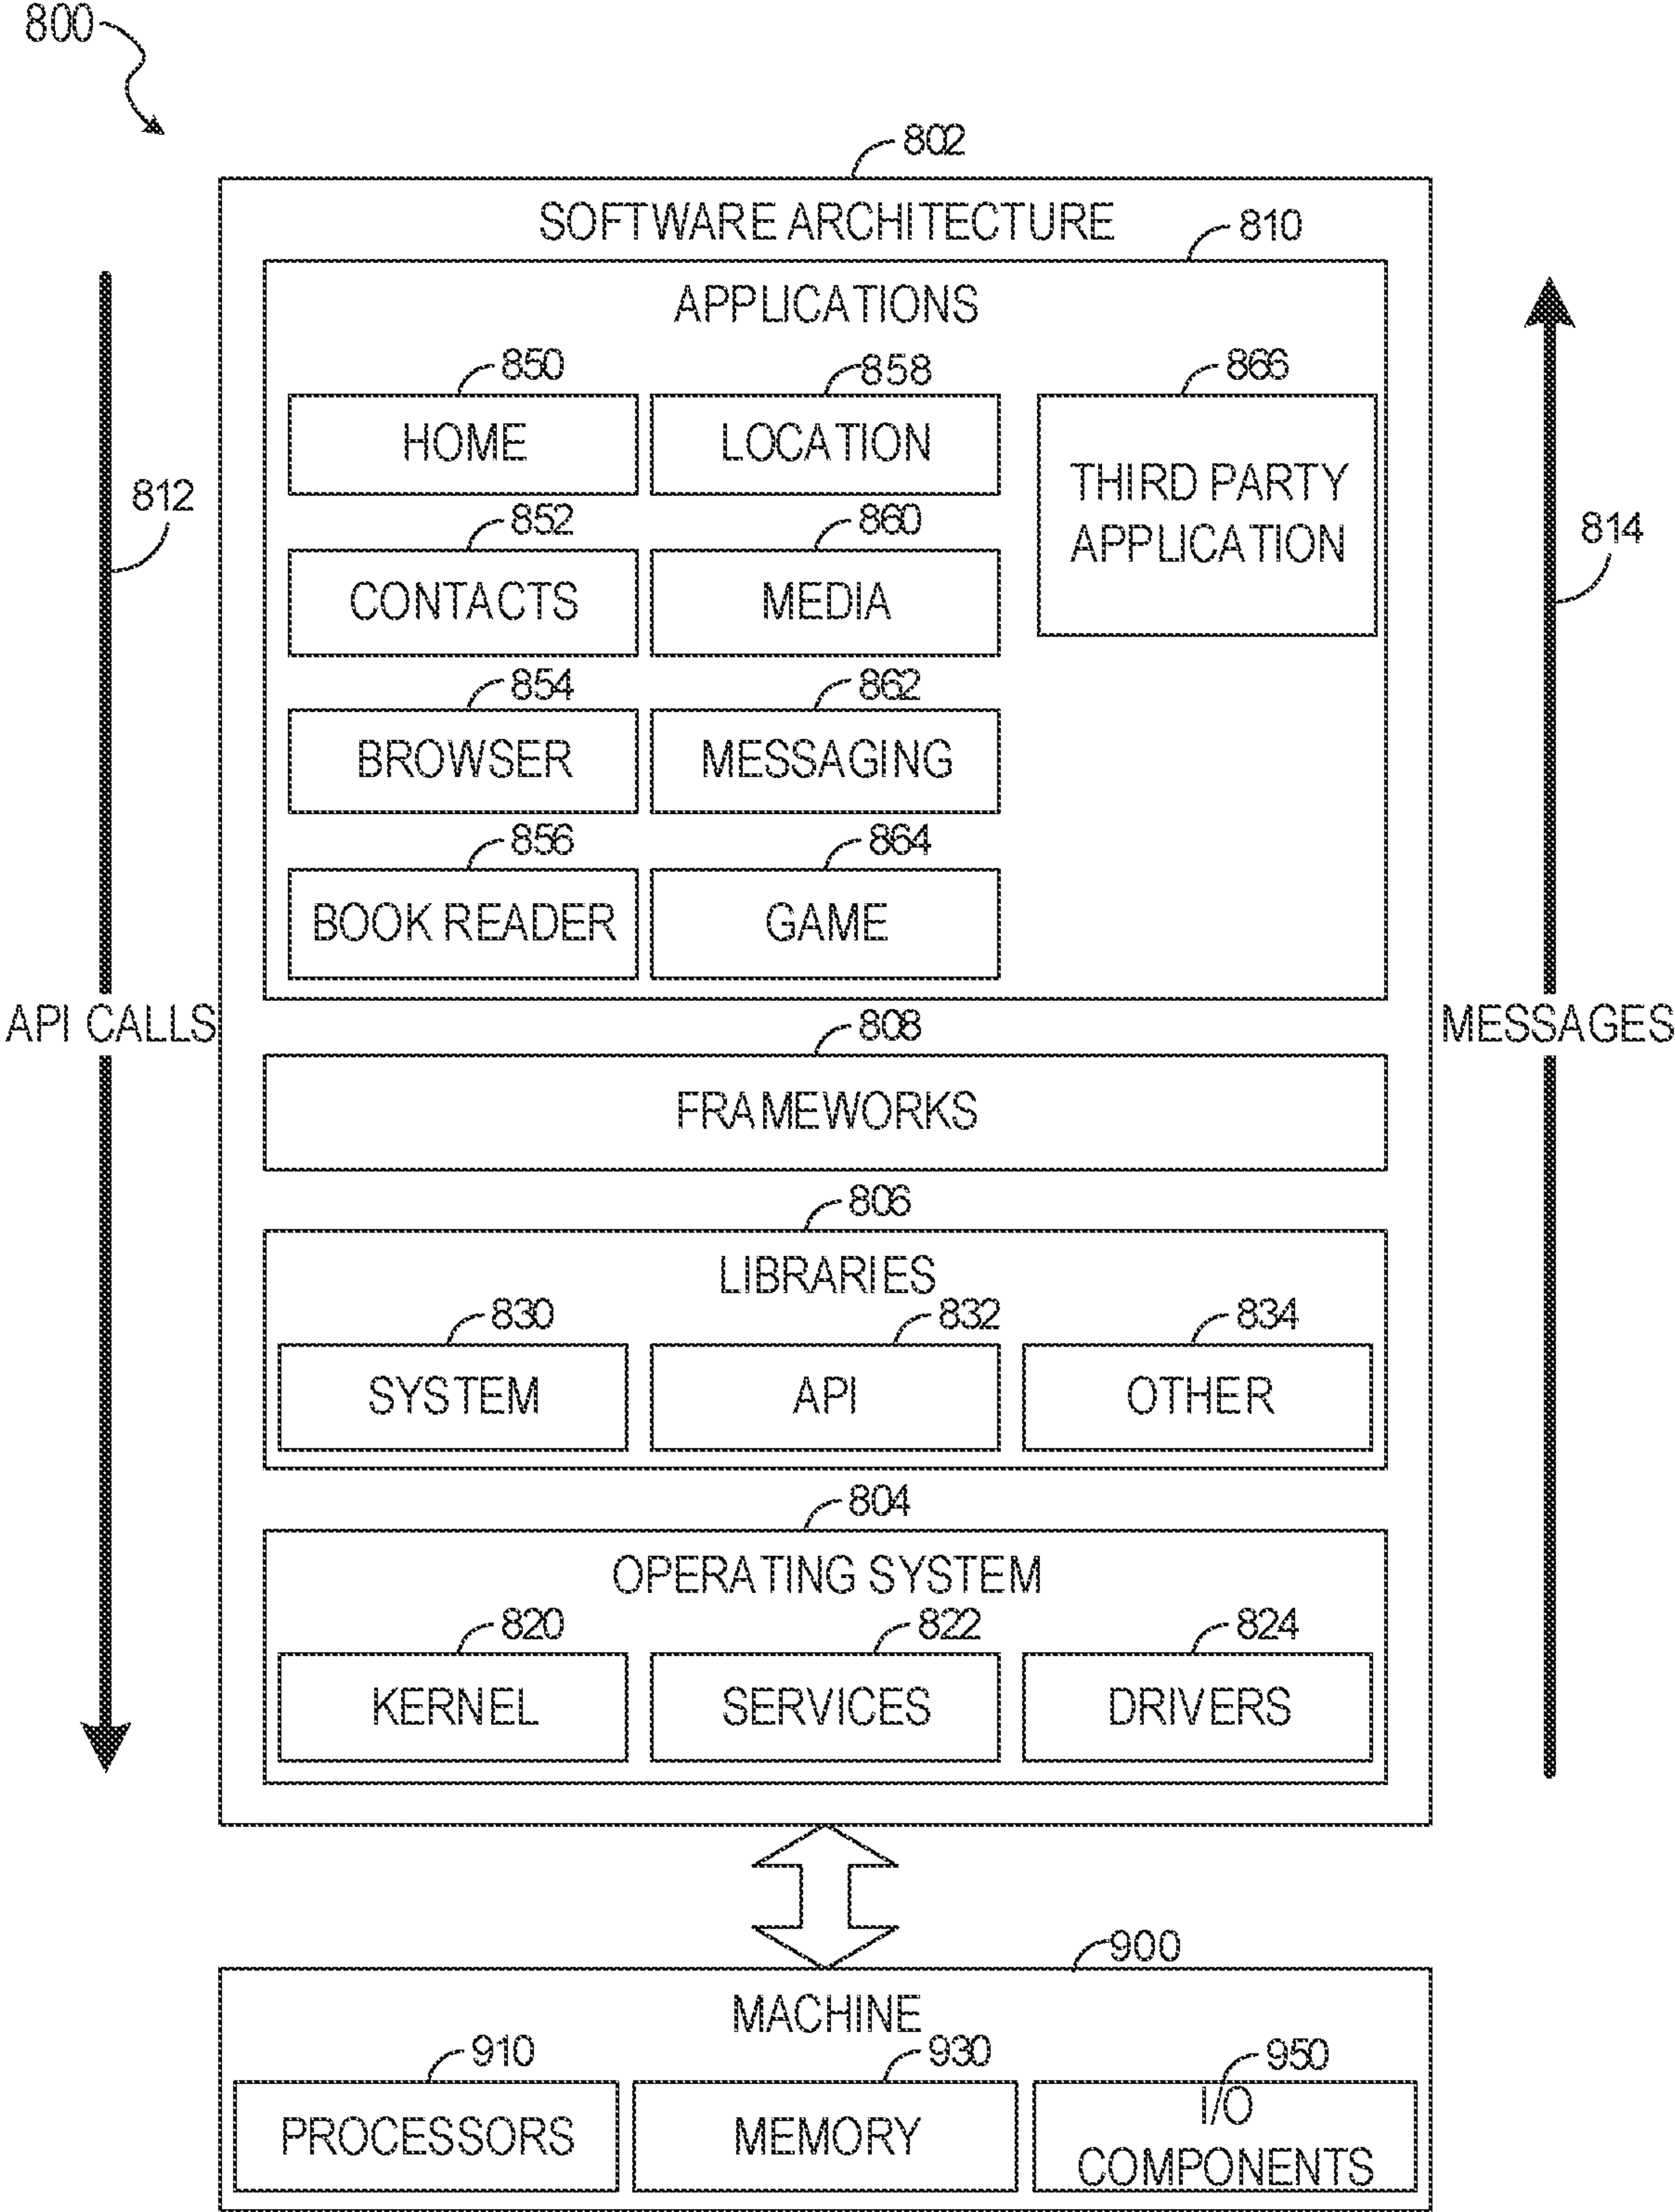 800
802
SOFTWARE ARCHITECTURE
810
APPLICATIONS
850
858
866
HOME
LOCATION
THIRD PARTY
APPLICATION
812
852
860
814
CONTACTS
MEDIA
854
862
BROWSER
MESSAGING
856
864
BOOK READER
GAME
API CALLS
MESSAGES
808
FRAMEWORKS
806
LIBRARIES
830
832
834
SYSTEM
API
OTHER
804
OPERATING SYSTEM
820
822
824
KERNEL
SERVICES
DRIVERS
900
MACHINE
910
930
950
PROCESSORS
MEMORY
I/O
COMPONENTS